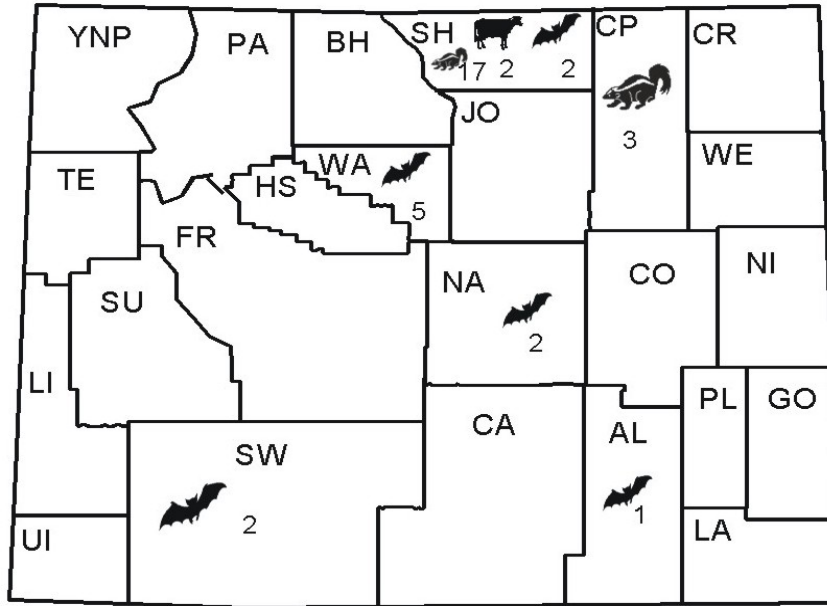 YNP
PA
BH
SH
17 2 2
CP
3
CR
JO
WE
TE
HS
WA
5
FR
SU
NA
2
CO
NI
LI
SW
2
CA
AL
1
PL
GO
UI
LA